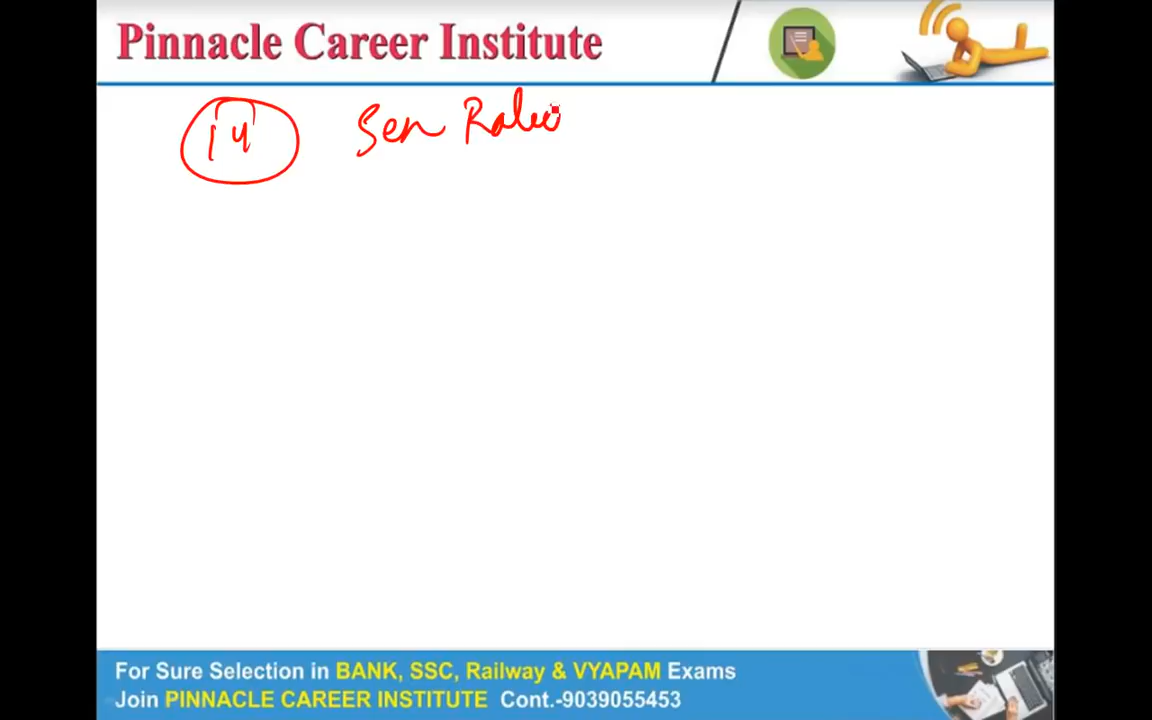 Pinnacle Career Institute
14 Sen
For Sure Selection in BANK, SSC, Railway & VYAPAM Exams
Join PINNACLE CAREER INSTITUTE Cont.-9039055453